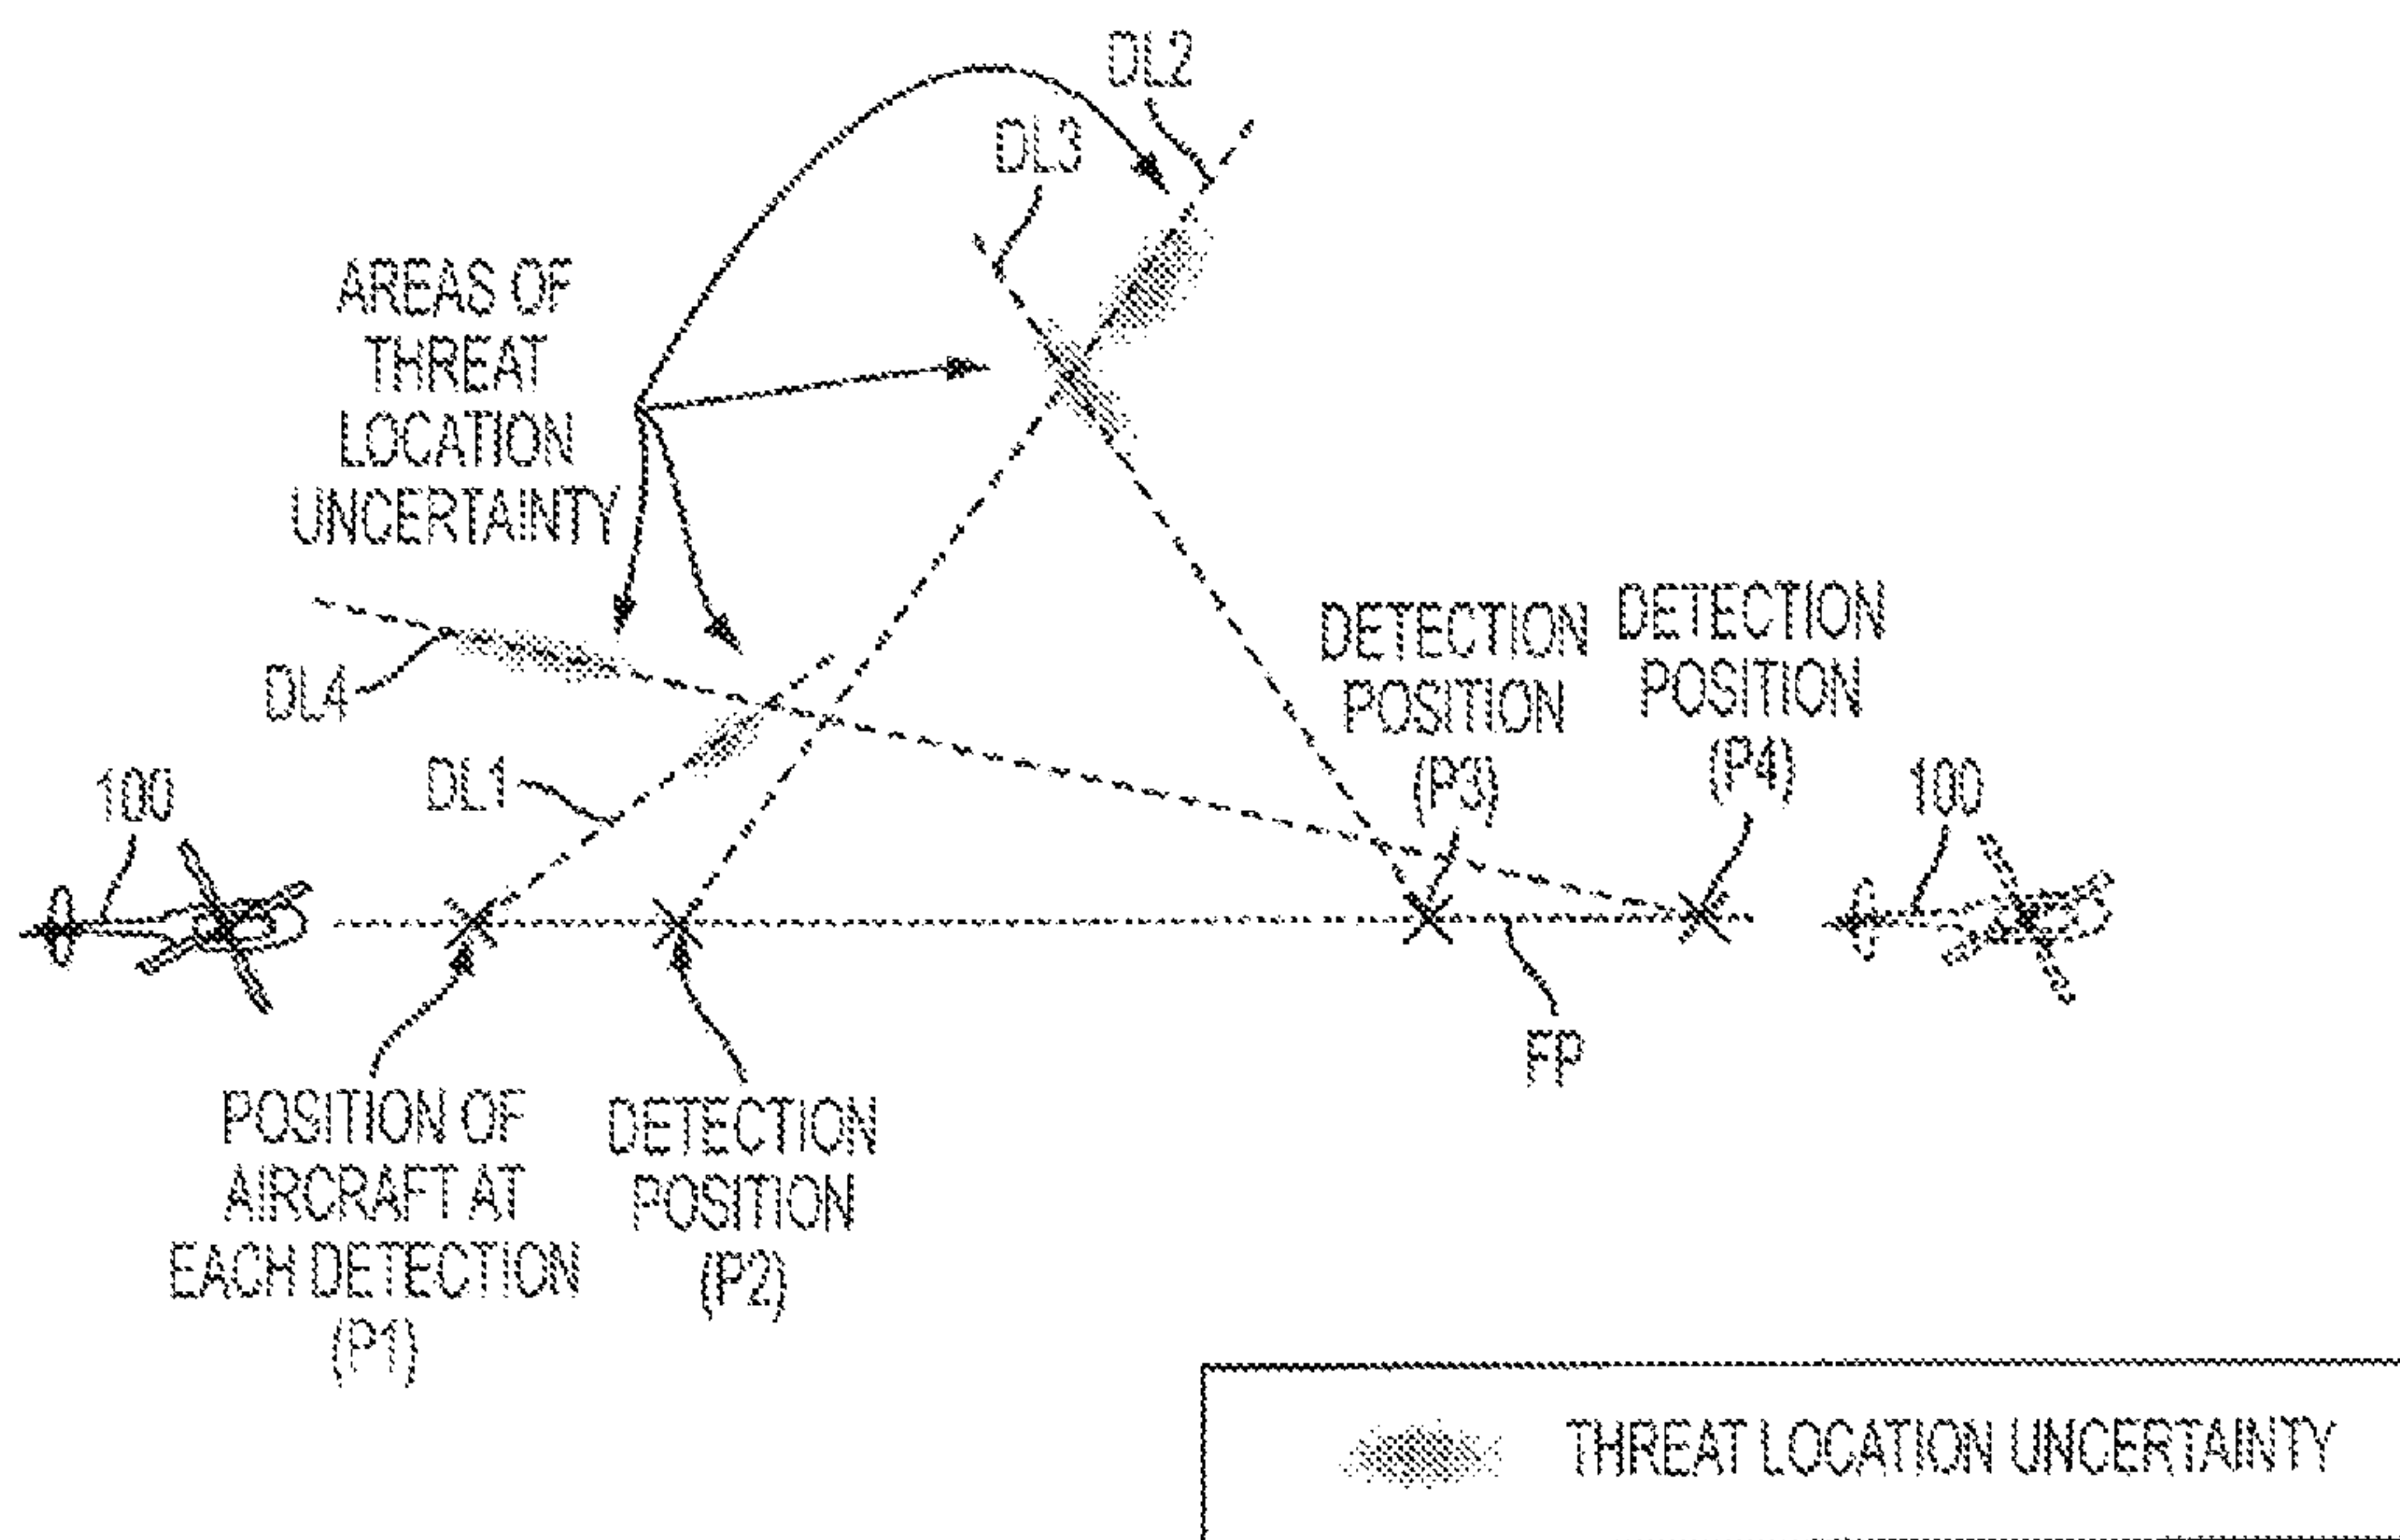 DL2
DL3
AREAS OF
THREAT
LOCATION
UNCERTAINTY
DETECTION
POSITION
(P3)
DETECTION
POSITION
(P4)
DL4
DL1
100
100
FP
POSITION OF
AIRCRAFT AT
EACH DETECTION
(P1)
DETECTION
POSITION
(P2)
THREAT LOCATION UNCERTAINTY